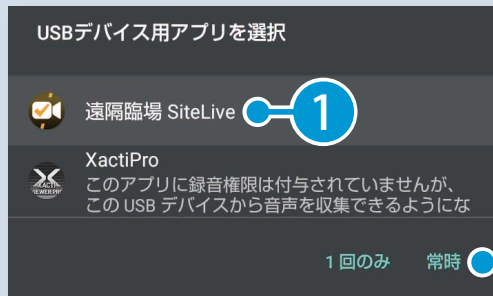 USBデバイス用アプリを選択
遠隔臨場 SiteLive
1
XactiPro
このアプリに録音権限は付与されていませんが、
この USB デバイスから音声を収集できるようにな
XACTI
VIEWER PRO
1 回のみ 常時